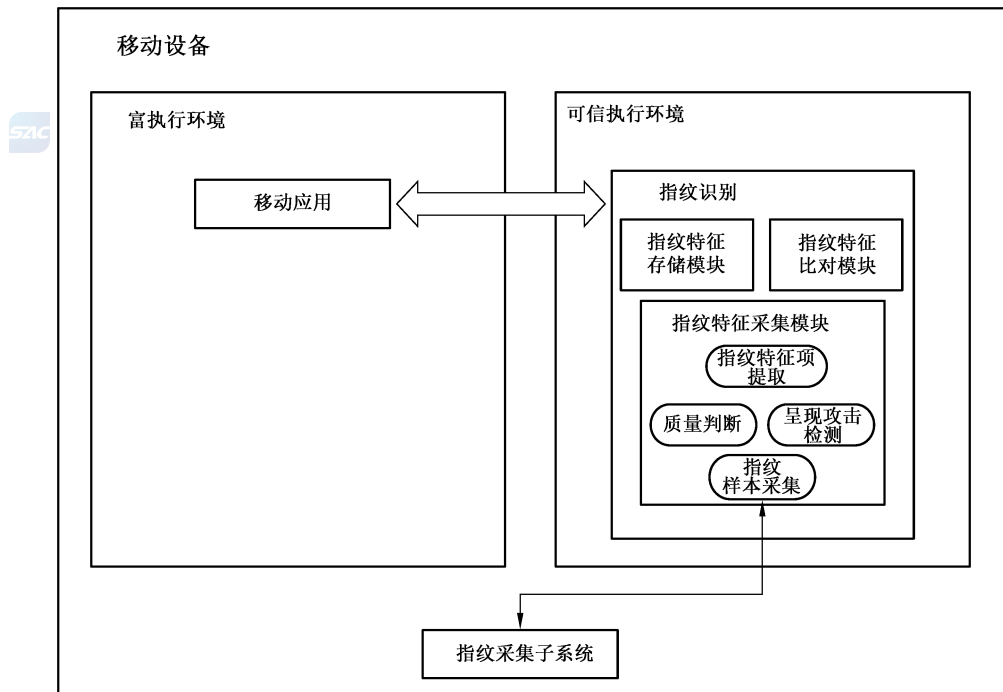 移动设备
SAC
富执行环境
移动应用
可信执行环境
指纹识别
指纹特征
存储模块
指纹特征
比对模块
指纹特征采集模块
指纹特征项
提取
质量判断
呈现攻击
检测
指纹
样本采集
指纹采集子系统